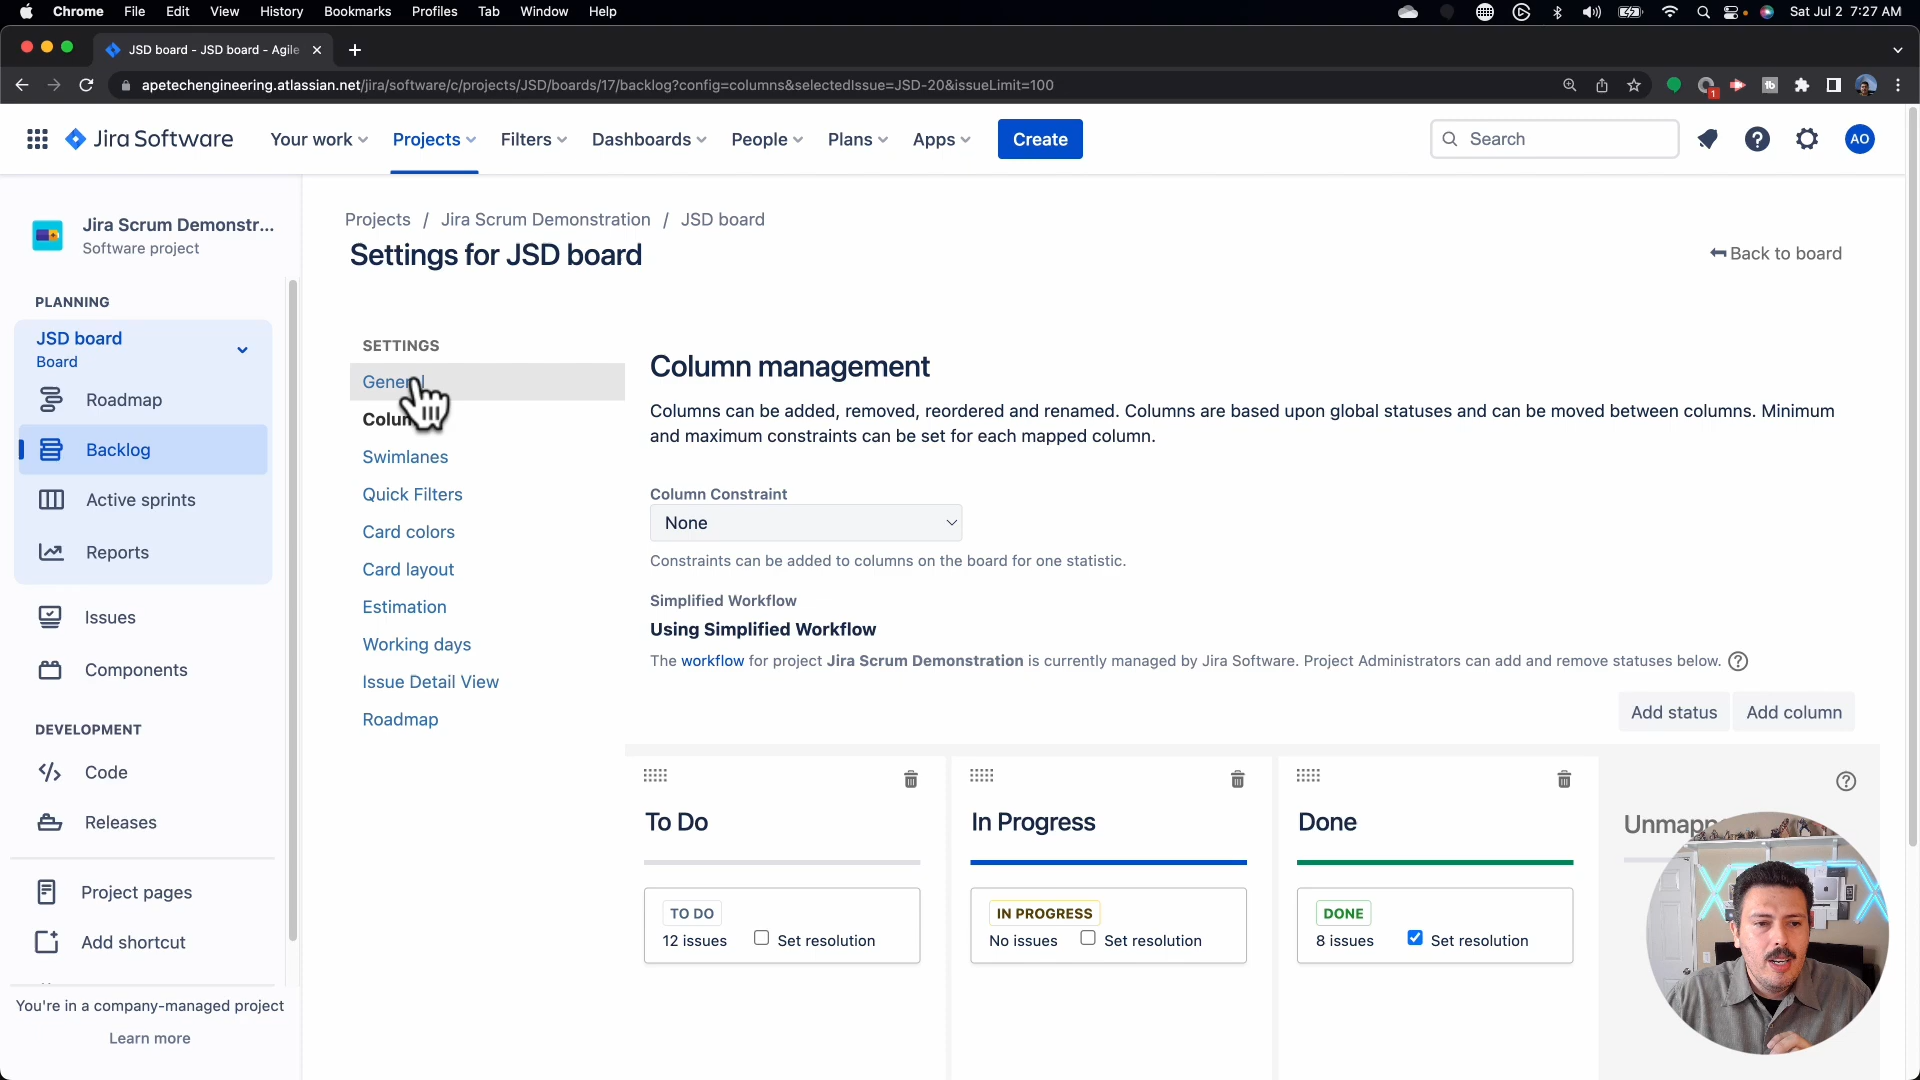 Chrome File Edit View History Bookmarks Profiles Tab Window Help
Sat Jul 2 7:27 AM
JSD board - JSD board - Agile
apetechengineering.atlassian.net/jira/software/c/projects/JSD/boards/17/backlog?config=columns&selectedIssue=JSD-20&issueLimit=100
1
Jira Software
Your work
Projects
Filters
Dashboards
People
Plans
Apps
Create
Search
AO
Jira Scrum Demonstr...
Software project
PLANNING
JSD board
Board
Roadmap
Backlog
Active sprints
Reports
Issues
Components
DEVELOPMENT
Code
Releases
Project pages
Add shortcut
You're in a company-managed project
Learn more
Projects / Jira Scrum Demonstration / JSD board
Settings for JSD board
Back to board
SETTINGS
Swimlanes
Quick Filters
Card colors
Card layout
Estimation
Working days
Issue Detail View
Roadmap
Column management
Columns can be added, removed, reordered and renamed. Columns are based upon global statuses and can be moved between columns. Minimum
and maximum constraints can be set for each mapped column.
Column Constraint
None
Constraints can be added to columns on the board for one statistic.
Simplified Workflow
Using Simplified Workflow
The workflow for project Jira Scrum Demonstration is currently managed by Jira Software. Project Administrators can add and remove statuses below.
Add status
Add column
To Do
TO DO
12 issues
Set resolution
In Progress
IN PROGRESS
No issues
Set resolution
Done
DONE
8 issues
Set resolution